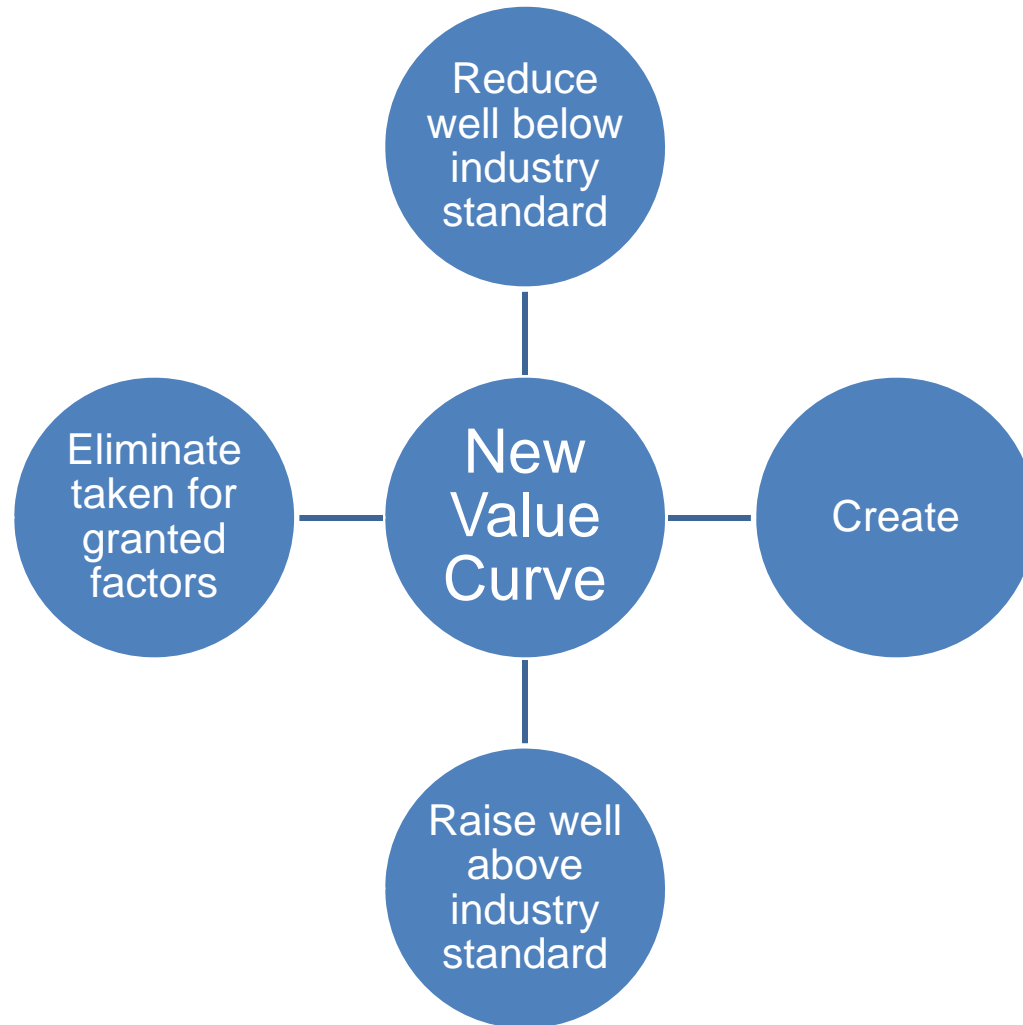 Reduce
well below
industry
standard
Eliminate
taken for
granted
factors
New
Value
Curve
Create
Raise well
above
industry
standard